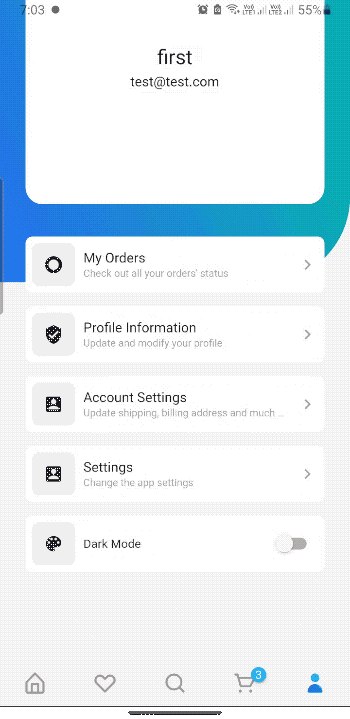 7:03
Vo) LTE1
Vo) LTE2
55%
first
test@test.com
My Orders
Check out all your orders' status
Profile Information
Update and modify your profile
Account Settings
Update shipping, billing address and much ...
Settings
Change the app settings
Dark Mode
3